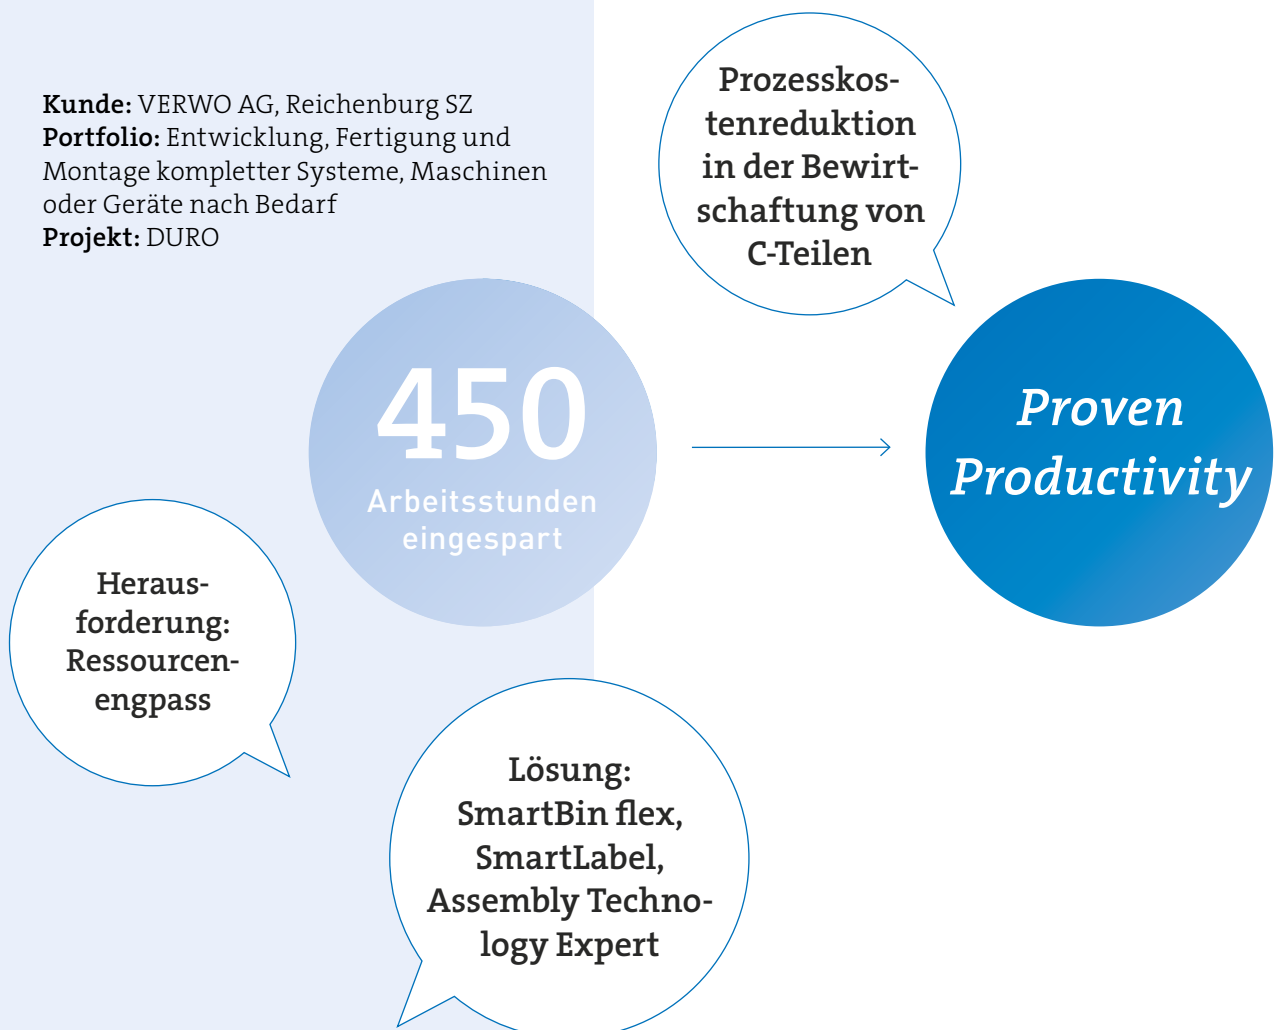 Kunde: VERWO AG, Reichenburg SZ
Portfolio: Entwicklung, Fertigung und
Montage kompletter Systeme, Maschinen
oder Geräte nach Bedarf
Projekt: DURO
Prozesskos-
tenreduktion
in der Bewirt-
schaftung von
C-Teilen
450
Arbeitsstunden
eingespart
Proven
Productivity
Heraus-
forderung:
Ressourcen-
engpass
Lösung:
SmartBin flex,
SmartLabel,
Assembly Techno-
logy Expert